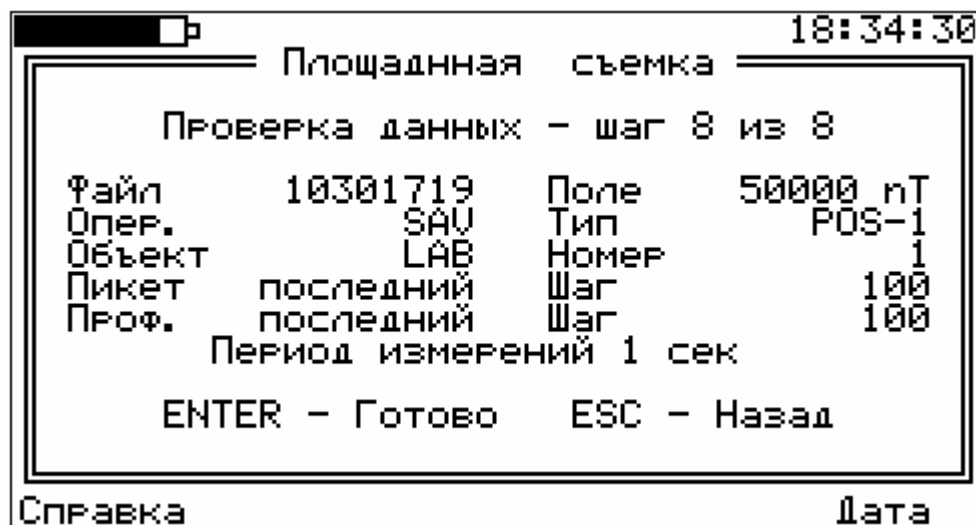 18:34:30
Площаднная съемка
Проверка данных - шаг 8 из 8
Файл 10301719 Поле 50000 nT
Опер. SAV Тип POS-1
Объект LAB Номер 1
Пикет последний Шаг 100
Проф. последний Шаг 100
Период измерений 1 сек
ENTER - Готово ESC - Назад
Справка Дата